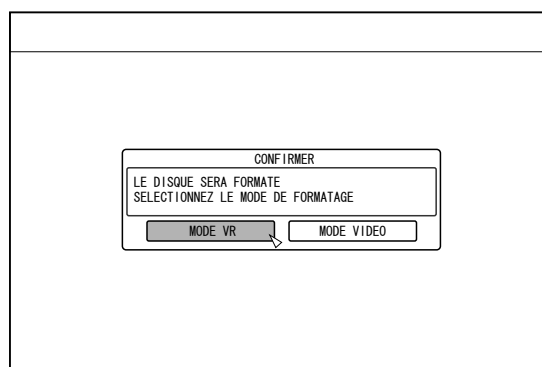 CONFIRMER
LE DISQUE SERA FORMATE
SELECTIONNEZ LE MODE DE FORMATAGE
MODE VR
MODE VIDEO